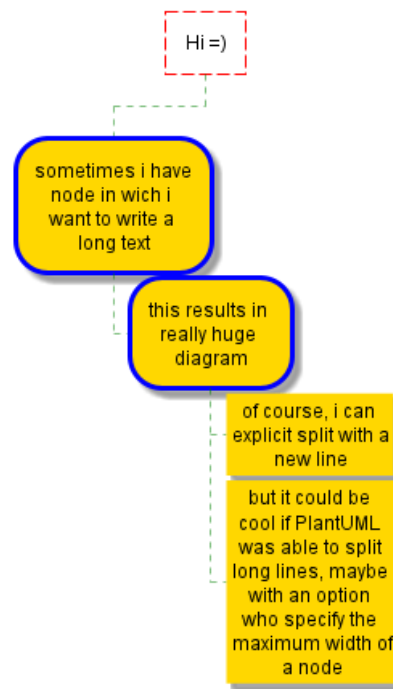 Hi =)
sometimes i have
node in wich i
want to write a
long text
this results in
really huge
diagram
of course, i can
explicit split with a
new line
but it could be
cool if PlantUML
was able to split
long lines, maybe
with an option
who specify the
maximum width of
a node